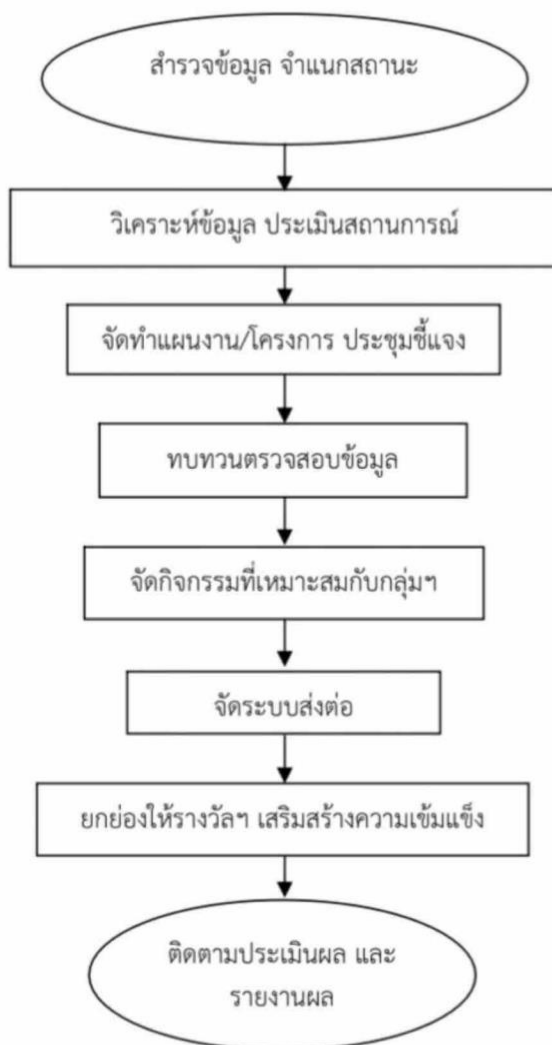 สำรวจข้อมูล จำแนกสถานะ
วิเคราะห์ข้อมูล ประเมินสถานการณ์
จัดทำแผนงาน/โครงการ ประชุมชี้แจง
ทบทวนตรวจสอบข้อมูล
จัดกิจกรรมที่เหมาะสมกับกลุ่มฯ
จัดระบบส่งต่อ
ยกย่องให้รางวัลฯ เสริมสร้างความเข้มแข็ง
ติดตามประเมินผล และ
รายงานผล